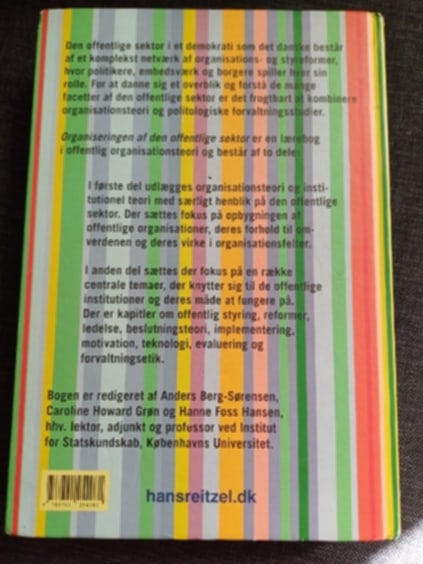 Den offentlige sektor i et demokrati som det danske består
af et komplekst netværk af organisations- og styreformer,
hvor politikere, embedsværk og borgere spiller hver sin
rolle. For at danne sig et overblik og forstå de mange
facetter af den offentlige sektor er det frugtbart at kombinere
organisationsteori og politologiske forvaltningsstudier.
Organiseringen af den offentlige sektor er en lærebog
i offentlig organisationsteori og består af to dele:
I første del udlægges organisationsteori og insti-
tutionel teori med særligt henblik på den offentlige
sektor. Der sættes fokus på opbygningen af
offentlige organisationer, deres forhold til om-
verdenen og deres virke i organisationsfelter.
I anden del sættes der fokus på en række
centrale temaer, der knytter sig til de offentlige
institutioner og deres måde at fungere på.
Der er kapitler om offentlig styring, reformer,
ledelse, beslutningsteori, implementering,
motivation, teknologi, evaluering og
forvaltningsetik.
Bogen er redigeret af Anders Berg-Sørensen,
Caroline Howard Grøn og Hanne Foss Hansen,
hhv. lektor, adjunkt og professor ved Institut
for Statskundskab, Københavns Universitet.
hansreitzel.dk